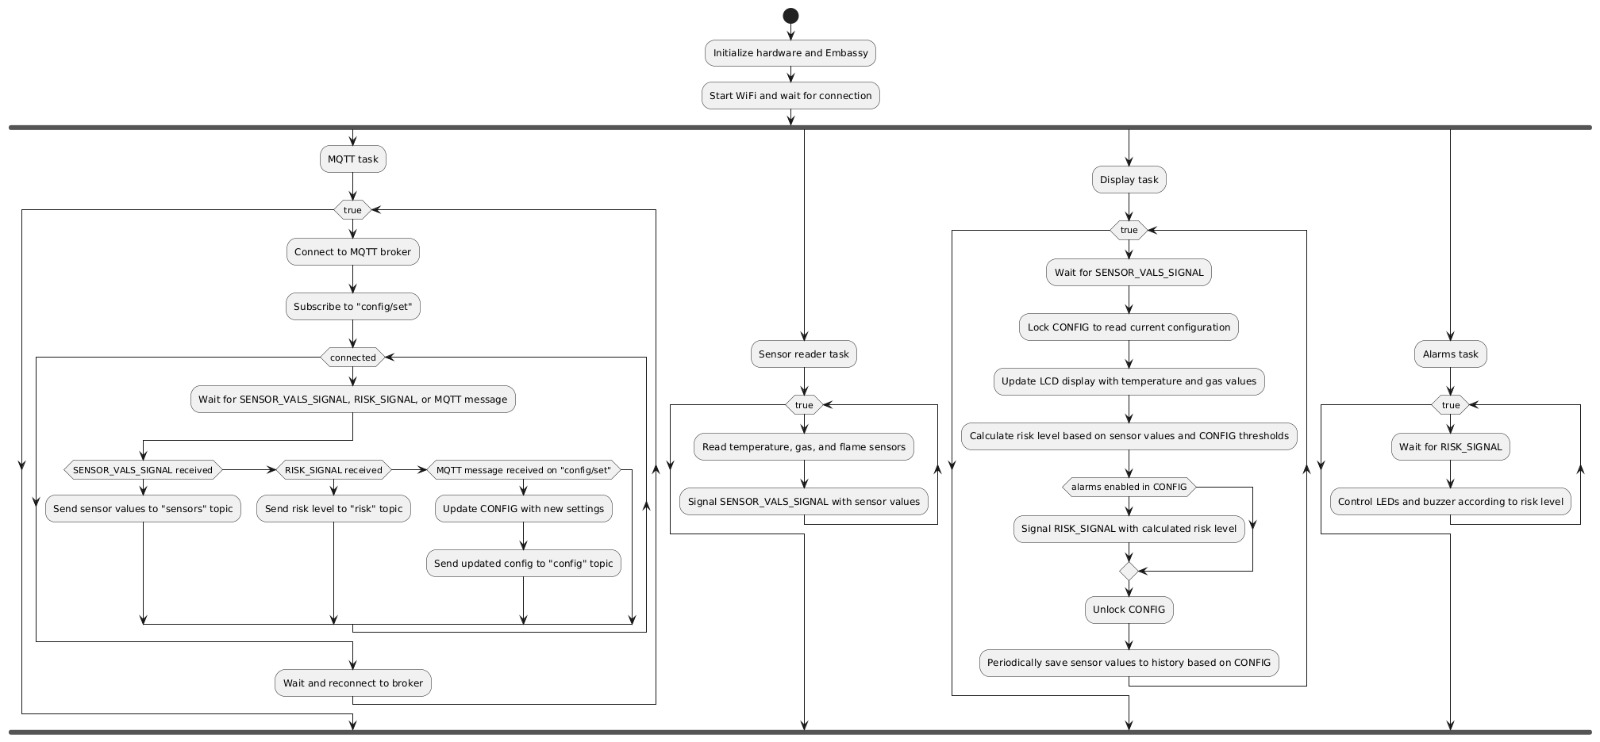 Initialize hardware and Embassy
Start WiFi and wait for connection
MQTT task
true
Connect to MQTT broker
Subscribe to "config/set"
connected
Wait for SENSOR_VALS_SIGNAL, RISK_SIGNAL, or MQTT message
SENSOR_VALS_SIGNAL received
RISK_SIGNAL received
MQTT message received on "config/set"
Send sensor values to "sensors" topic
Send risk level to "risk" topic
Update CONFIG with new settings
Send updated config to "config" topic
Wait and reconnect to broker
Sensor reader task
true
Read temperature, gas, and flame sensors
Signal SENSOR_VALS_SIGNAL with sensor values
Display task
true
Wait for SENSOR_VALS_SIGNAL
Lock CONFIG to read current configuration
Update LCD display with temperature and gas values
Calculate risk level based on sensor values and CONFIG thresholds
alarms enabled in CONFIG
Signal RISK_SIGNAL with calculated risk level
Unlock CONFIG
Periodically save sensor values to history based on CONFIG
Alarms task
true
Wait for RISK_SIGNAL
Control LEDs and buzzer according to risk level